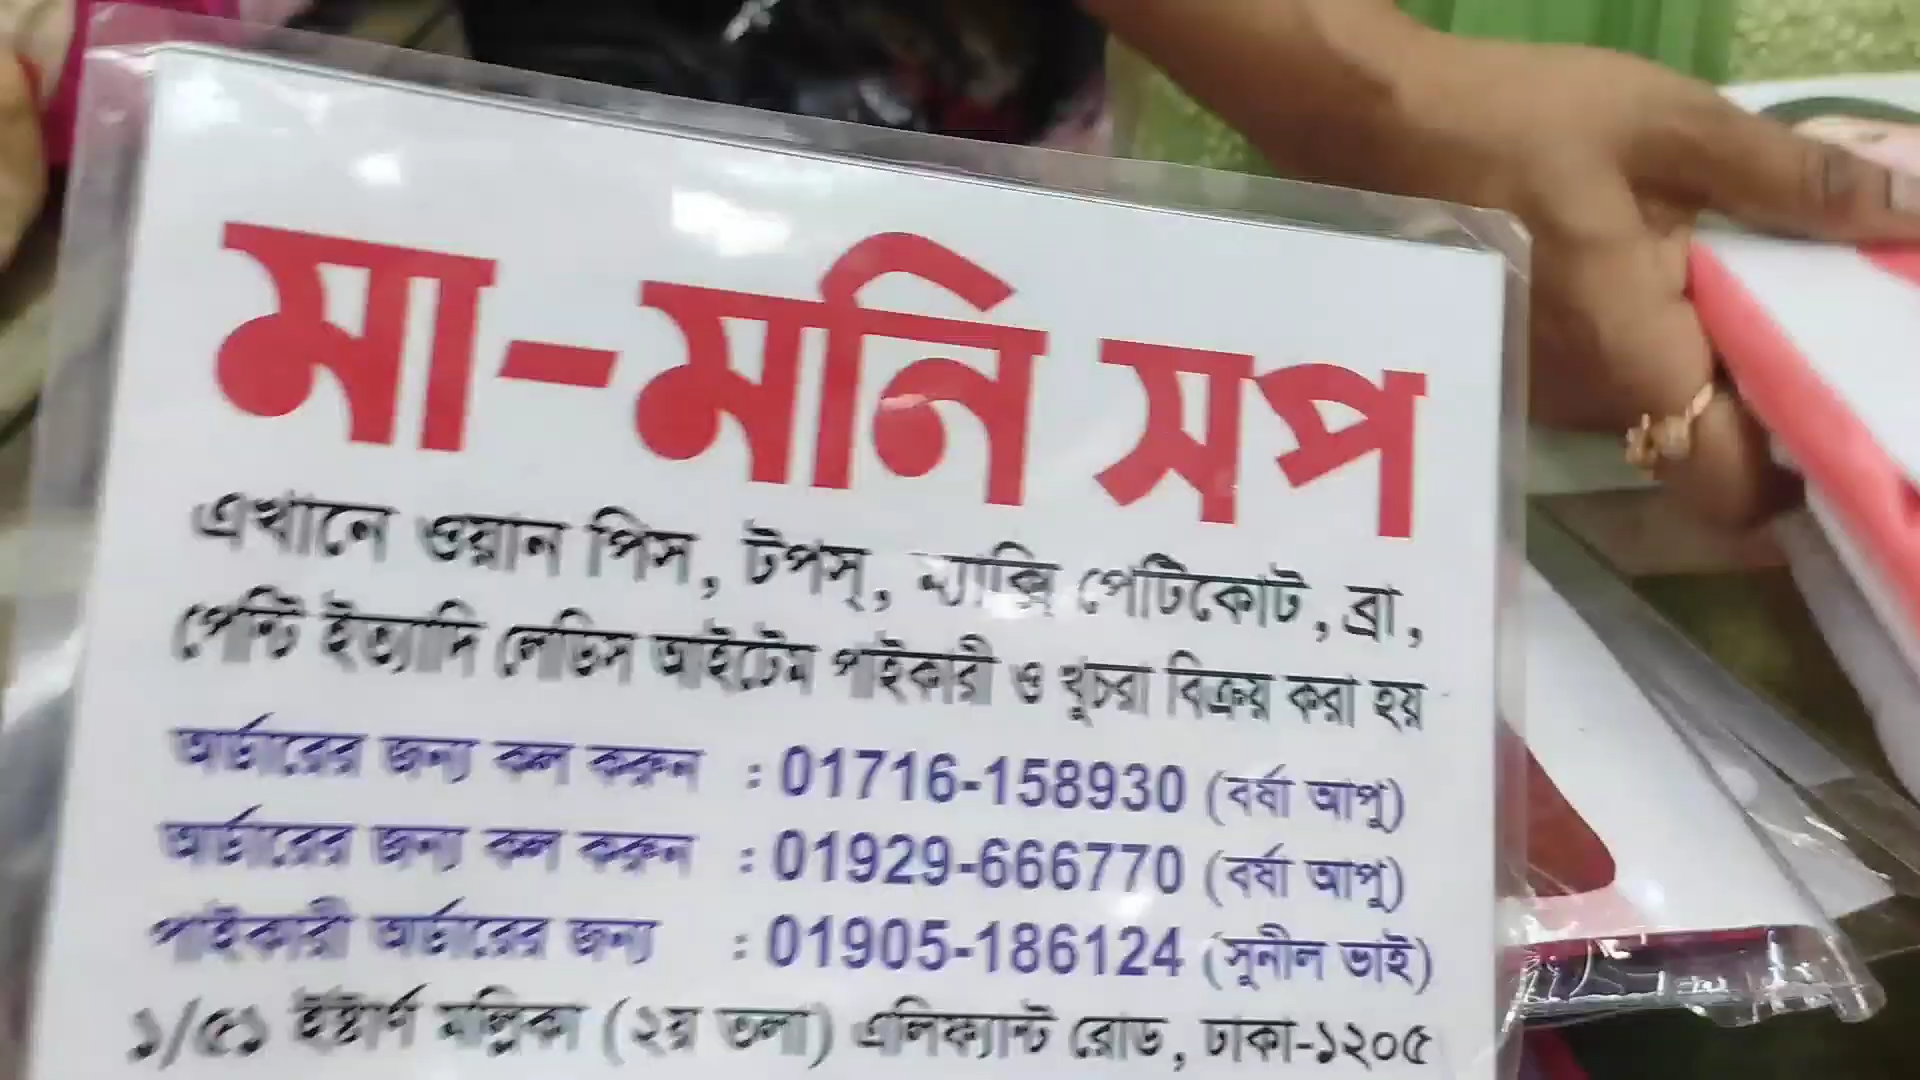 মা-মনি সপ
এখানে ওয়ান পিস, টপস্, ম্যাক্সি পেটিকোট, ব্রা,
পেন্টি ইত্যাদি লেডিস আইটেম পাইকারী ও খুচরা বিক্রয় করা হয়
অর্ডারের জন্য কল করুন : 01716-158930 (বর্ষা আপু)
অর্ডারের জন্য কল করুন : 01929-666770 (বর্ষা আপু)
পাইকারী অর্ডারের জন্য : 01905-186124 (সুনীল ভাই)
১/৫১ ইষ্টার্ণ মল্লিকা (২য় তলা) এলিফ্যান্ট রোড, ঢাকা-১২০৫